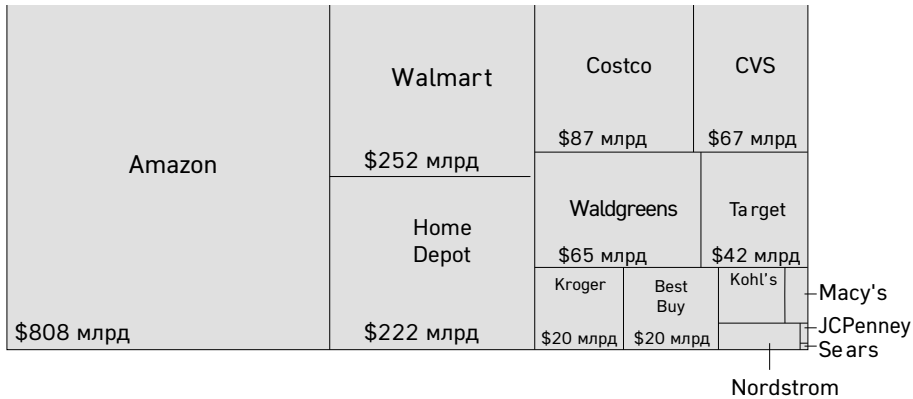 Amazon
$808 млрд
Walmart
$252 млрд
Home
Depot
$222 млрд
Costco
$87 млрд
CVS
$67 млрд
Waldgreens
$65 млрд
Target
$42 млрд
Kroger
$20 млрд
Best
Buy
$20 млрд
Kohl's
Macy's
JCPenney
Sears
Nordstrom